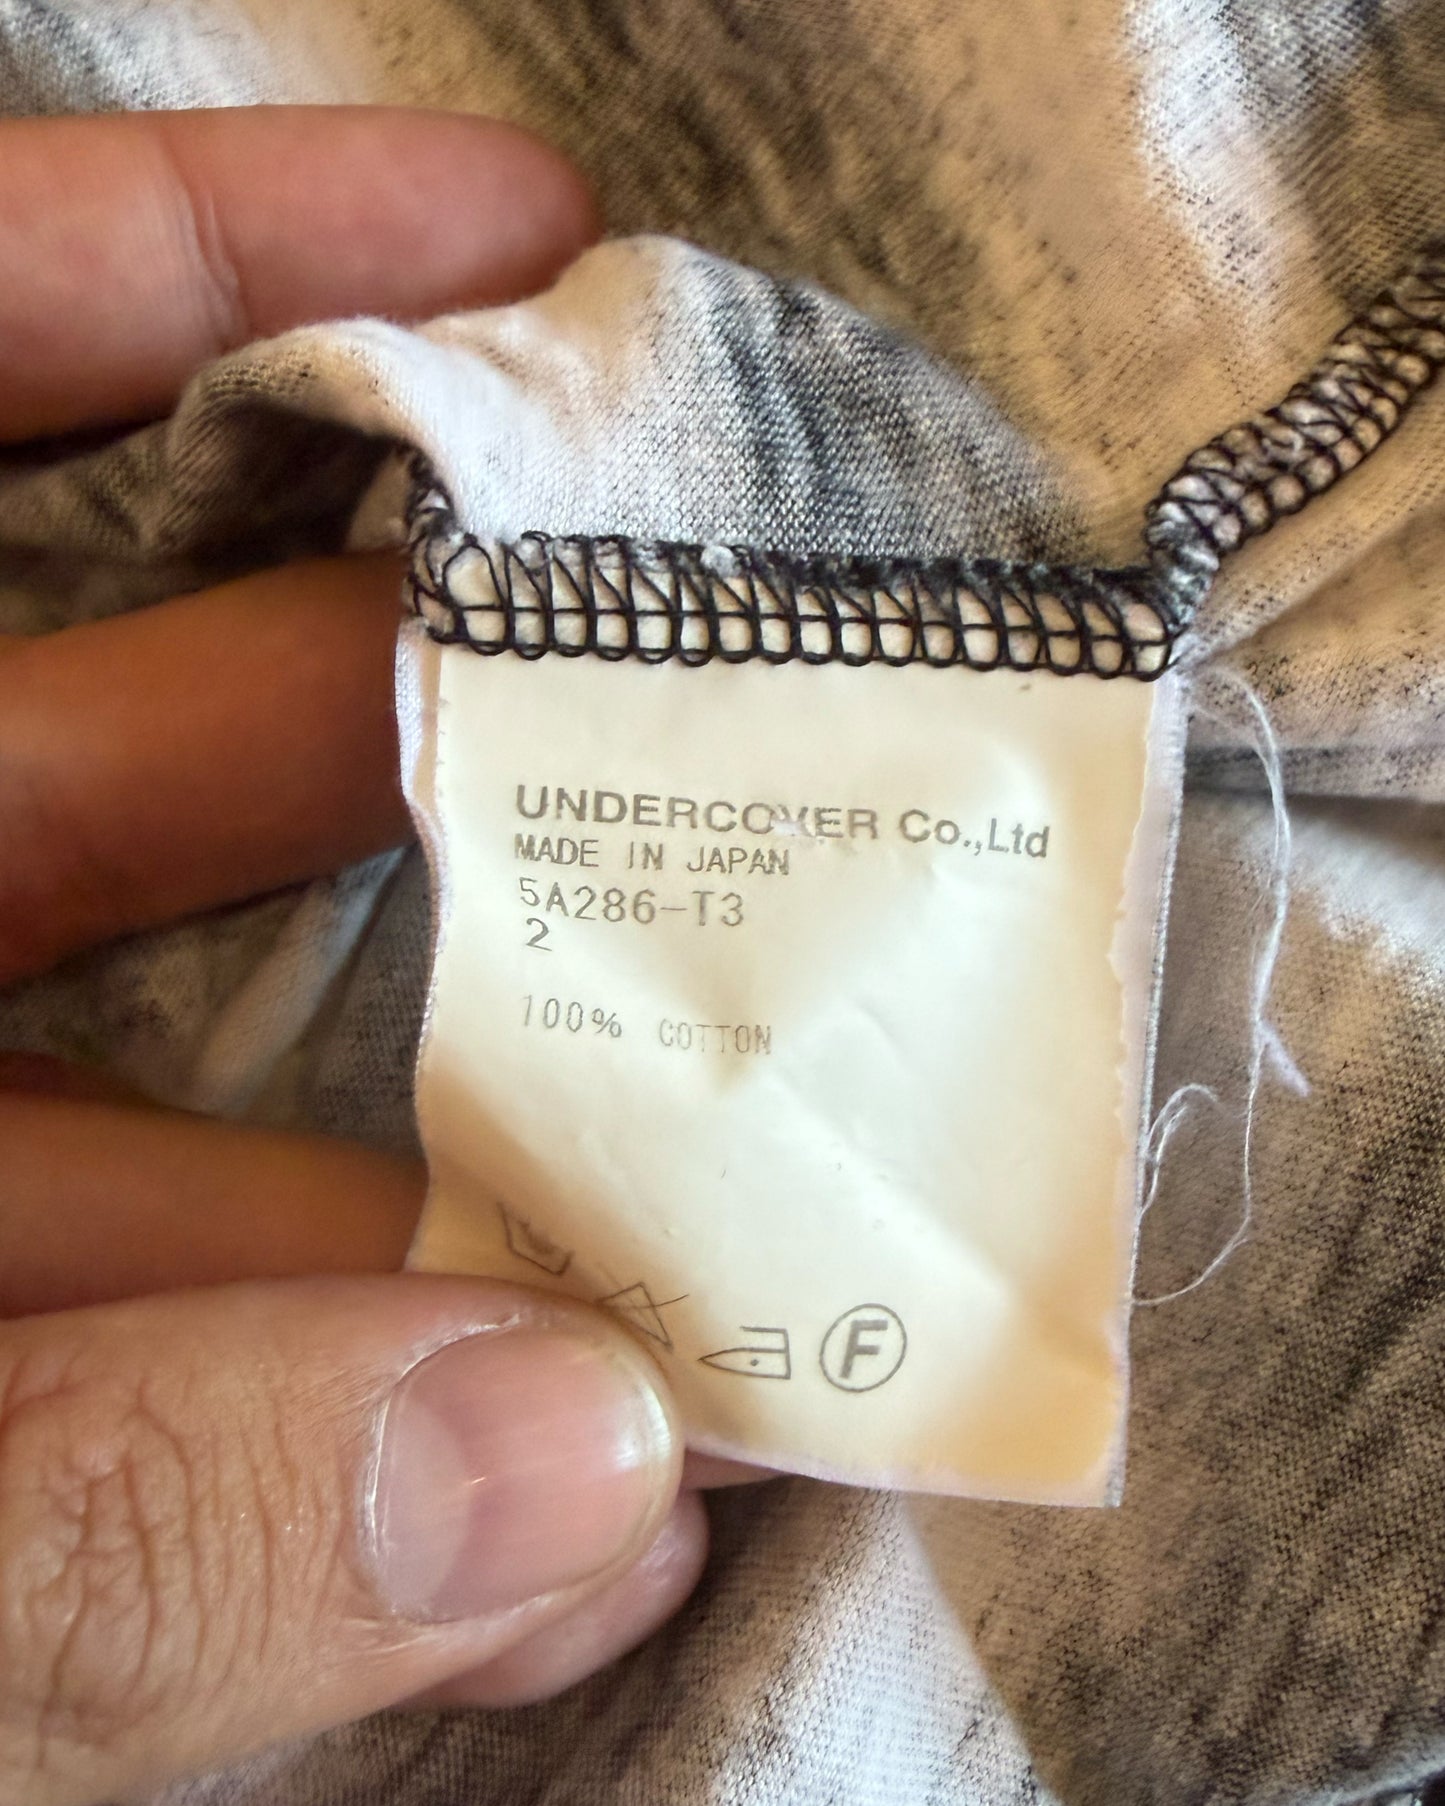 UNDERCOVER Co.,Ltd
MADE IN JAPAN
5A286-T3
2
100% COTTON
F